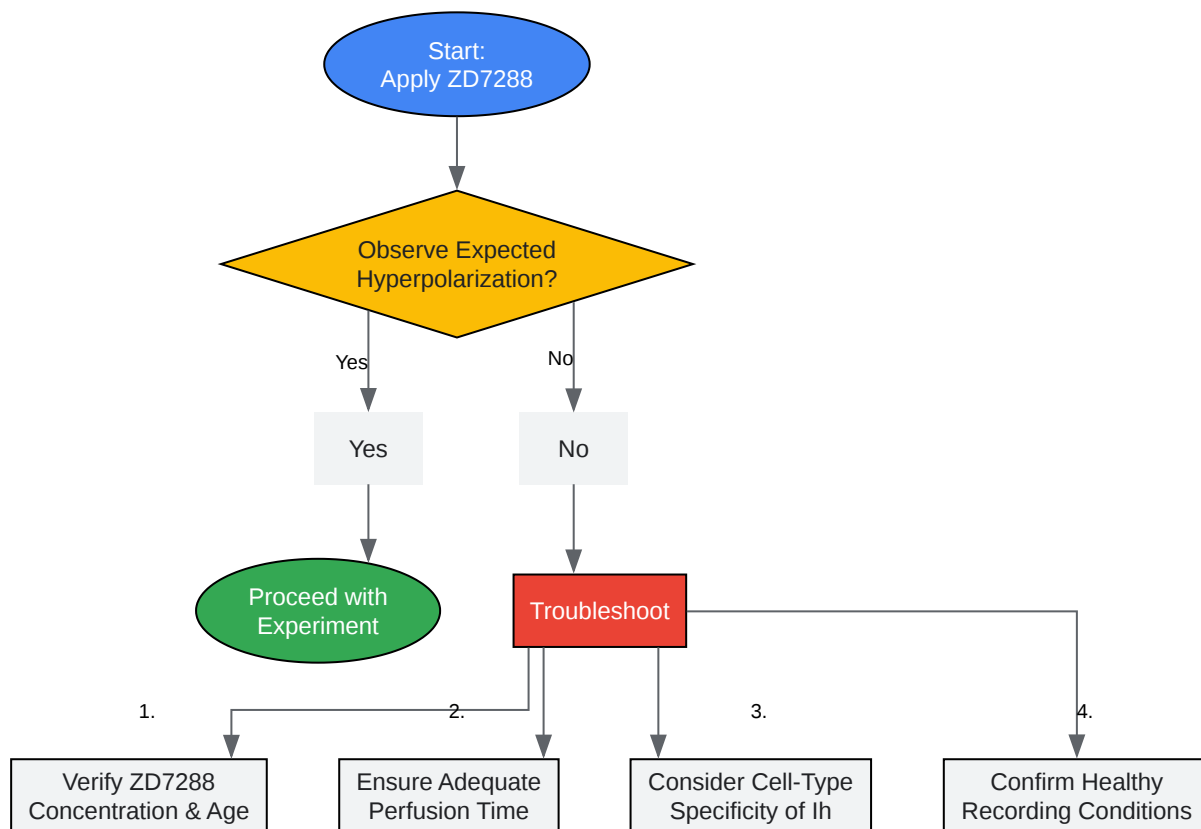 Start:
Apply ZD7288
Observe Expected
Hyperpolarization?
Yes
No
Yes
No
Proceed with
Experiment
Troubleshoot
1.
2.
3.
4.
Verify ZD7288
Concentration & Age
Ensure Adequate
Perfusion Time
Consider Cell-Type
Specificity of Ih
Confirm Healthy
Recording Conditions